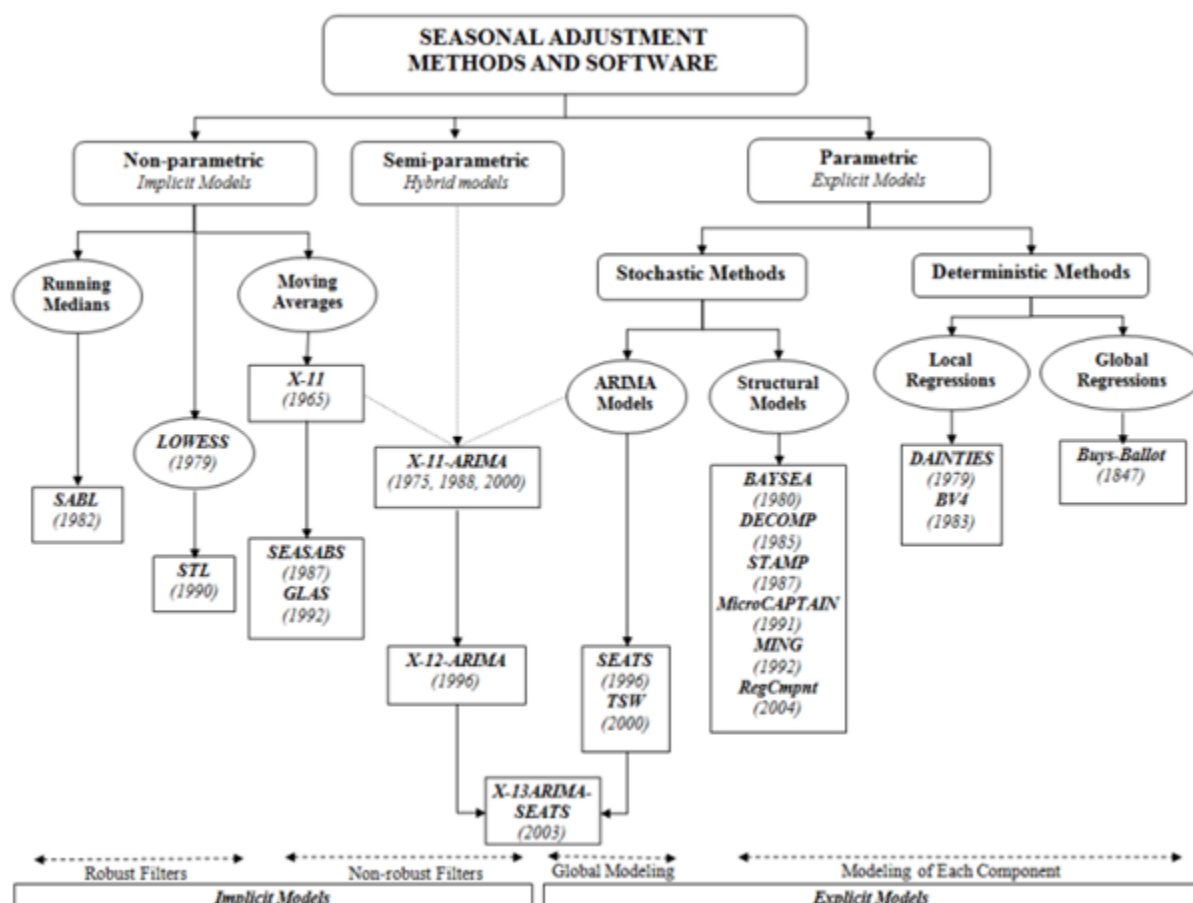 SEASONAL ADJUSTMENT
METHODS AND SOFTWARE
Non-parametric
Implicit Models
Semi-parametric
Hybrid models
Parametric
Explicit Models
Running
Medians
Moving
Averages
Stochastic Methods
Deterministic Methods
X-11
(1965)
ARIMA
Models
Structural
Models
Local
Regressions
Global
Regressions
LOWESS
(1979)
X-11-ARIMA
(1975, 1988, 2000)
SABL
(1982)
STL
(1990)
SEASABS
(1987)
GLAS
(1992)
BAYSEA
(1980)
DECOMP
(1985)
STAMP
(1987)
MicroCAPTAIN
(1991)
MING
(1992)
RegCmpnt
(2004)
DAINTIES
(1979)
BV4
(1983)
Buys-Ballot
(1847)
X-12-ARIMA
(1996)
SEATS
(1996)
TSW
(2000)
X-13ARIMA-
SEATS
(2003)
Robust Filters
Non-robust Filters
Global Modeling
Modeling of Each Component
Implicit Models
Explicit Models